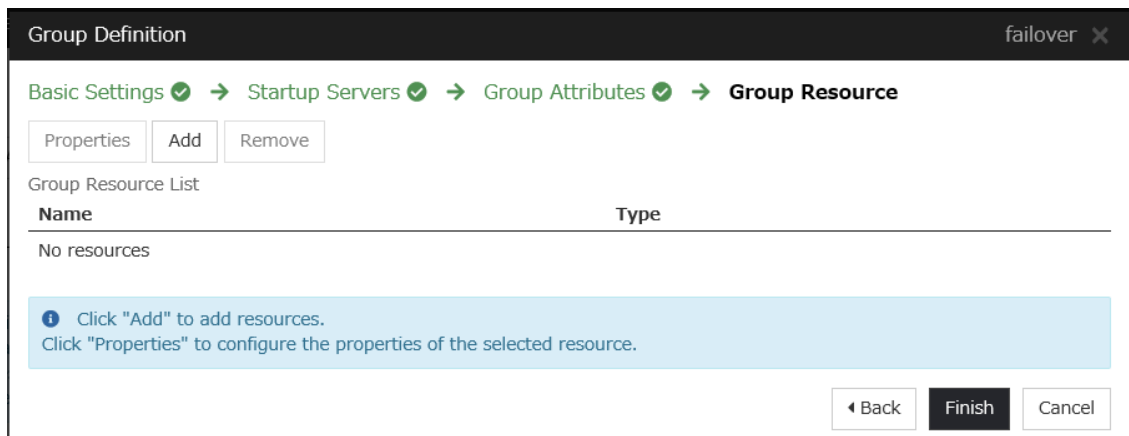 Group Definition failover
Basic Settings → Startup Servers → Group Attributes → Group Resource
Properties Add Remove
Group Resource List
Name Type
No resources
Click "Add" to add resources.
Click "Properties" to configure the properties of the selected resource.
Back Finish Cancel